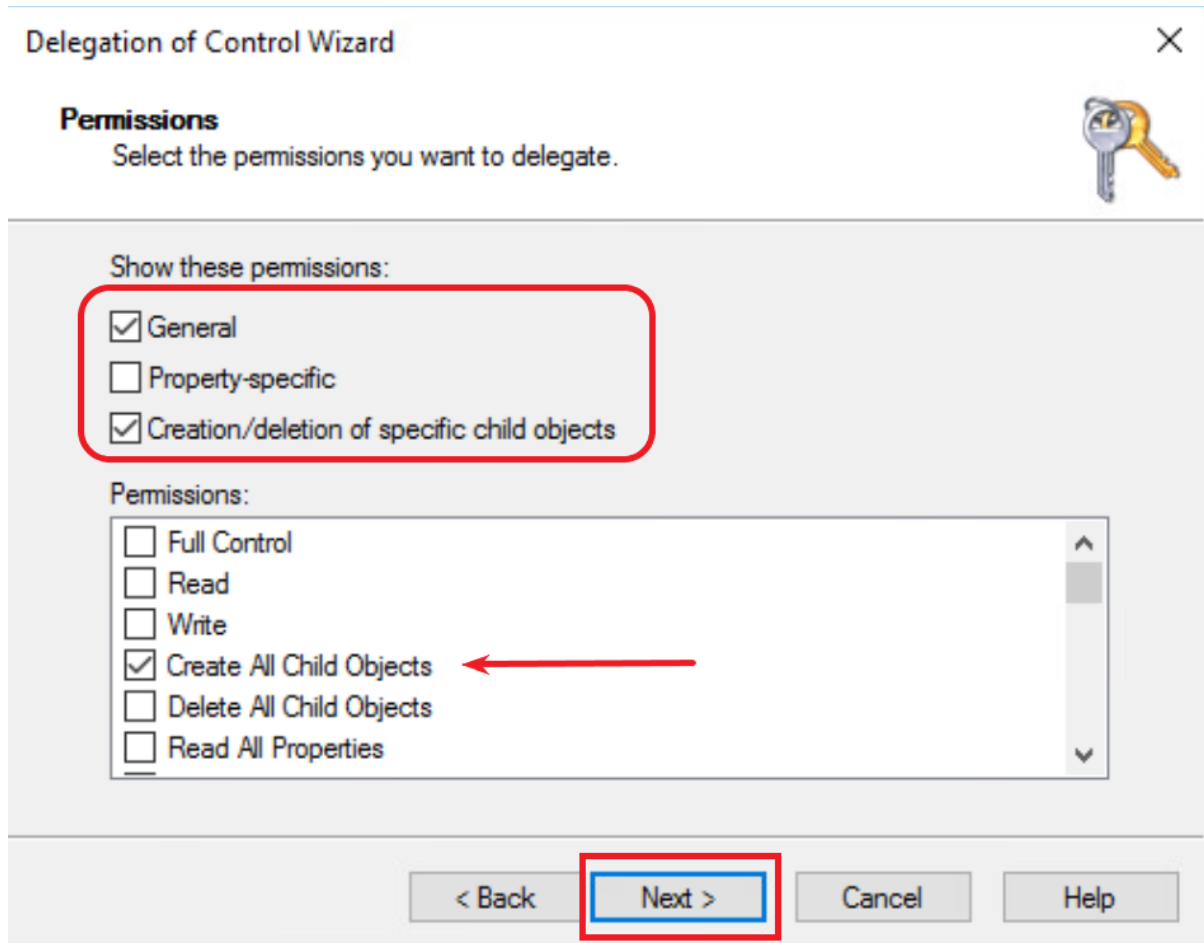 Delegation of Control Wizard
Permissions
Select the permissions you want to delegate.
Show these permissions:
General
Property-specific
Creation/deletion of specific child objects
Permissions:
Full Control
Read
Write
Create All Child Objects
Delete All Child Objects
Read All Properties
< Back Next > Cancel Help